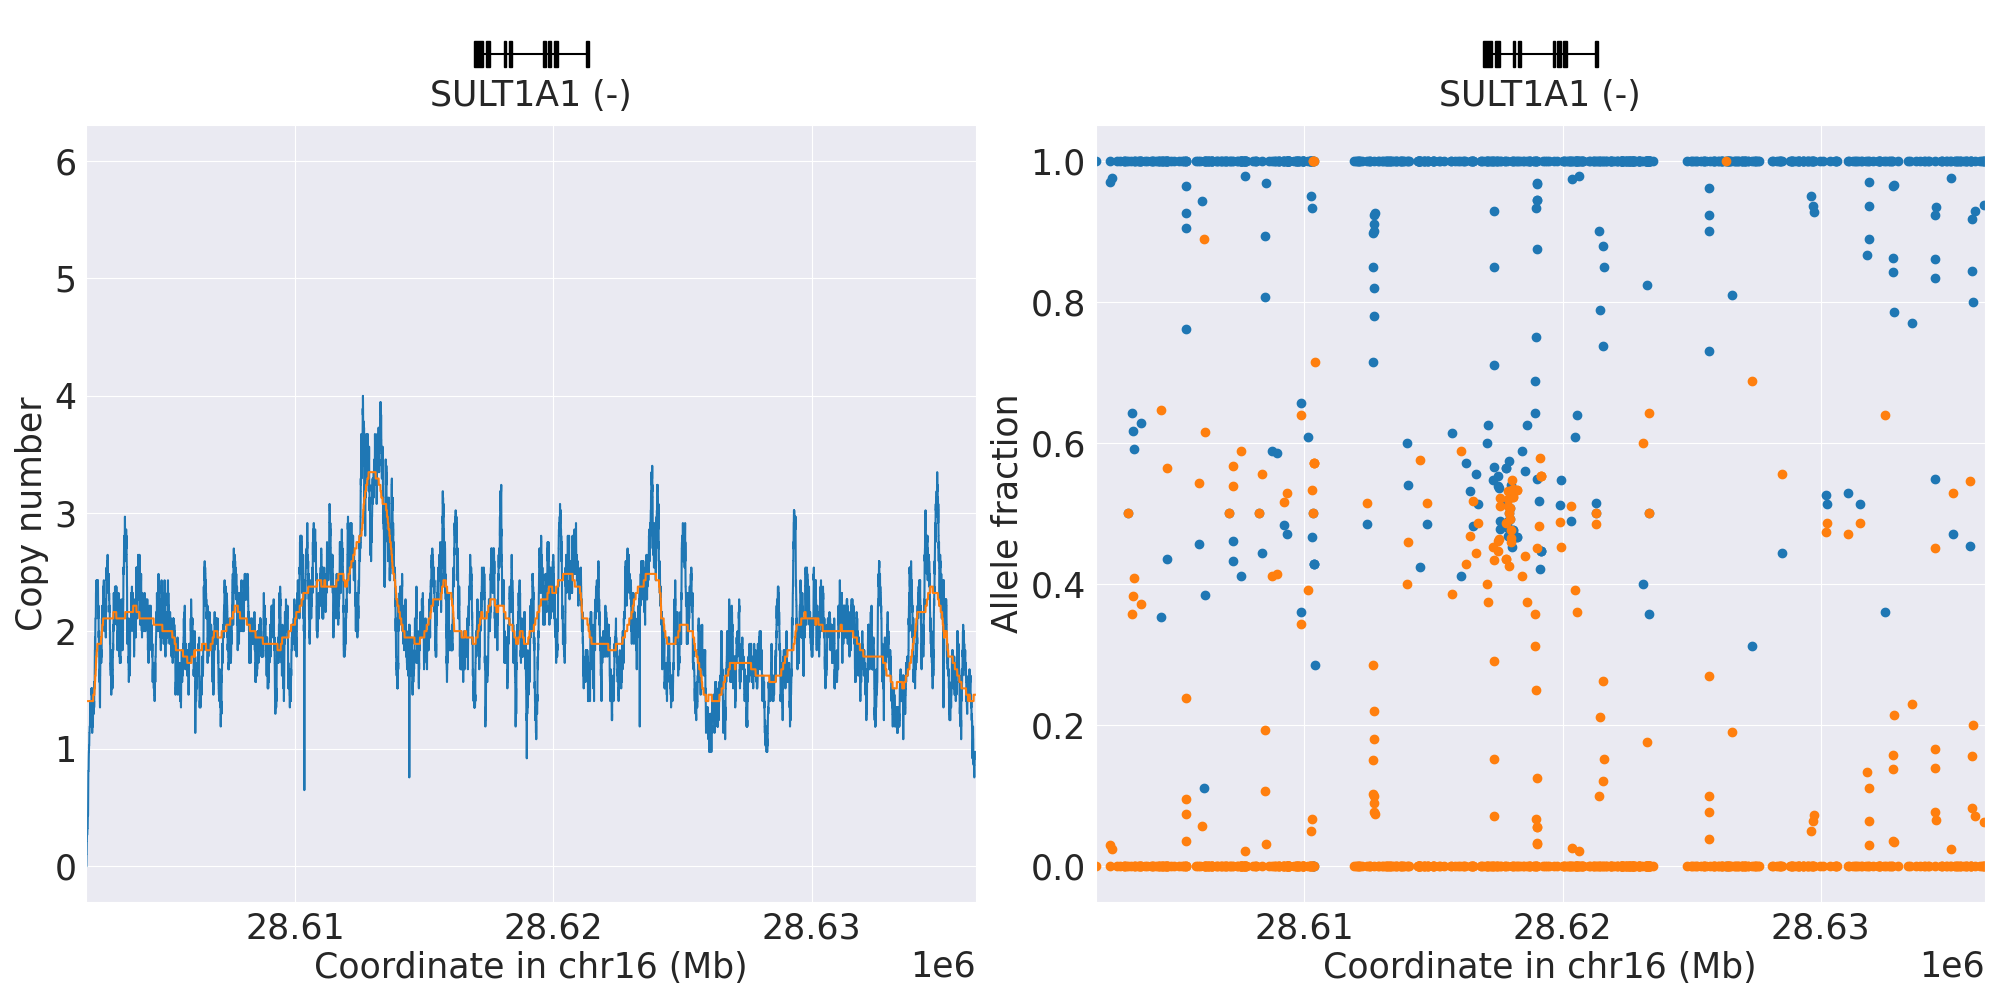 SULT1A1 (-)
6
5
4
3
2
1
0
Copy number
28.61
28.62
28.63
Coordinate in chr16 (Mb)
1e6
SULT1A1 (-)
1.0
0.8
0.6
0.4
0.2
0.0
Allele fraction
28.61
28.62
28.63
Coordinate in chr16 (Mb)
1e6